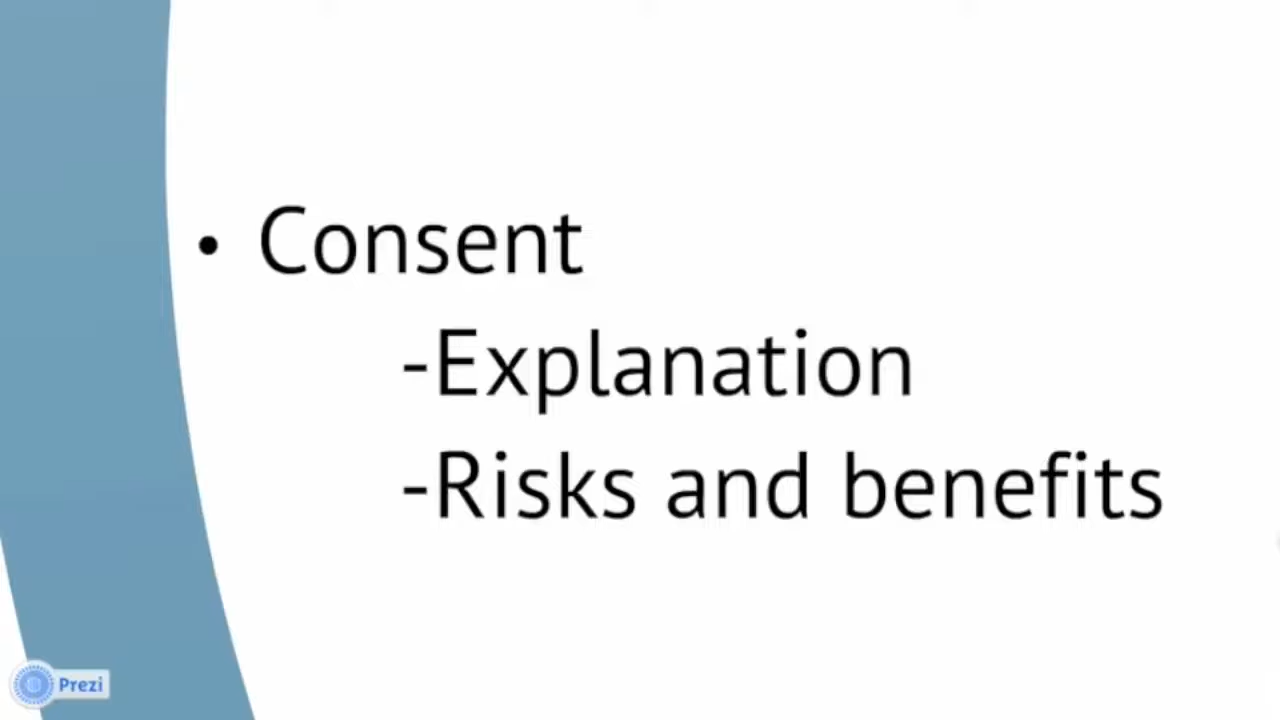 • Consent
-Explanation
-Risks and benefits
Prezi